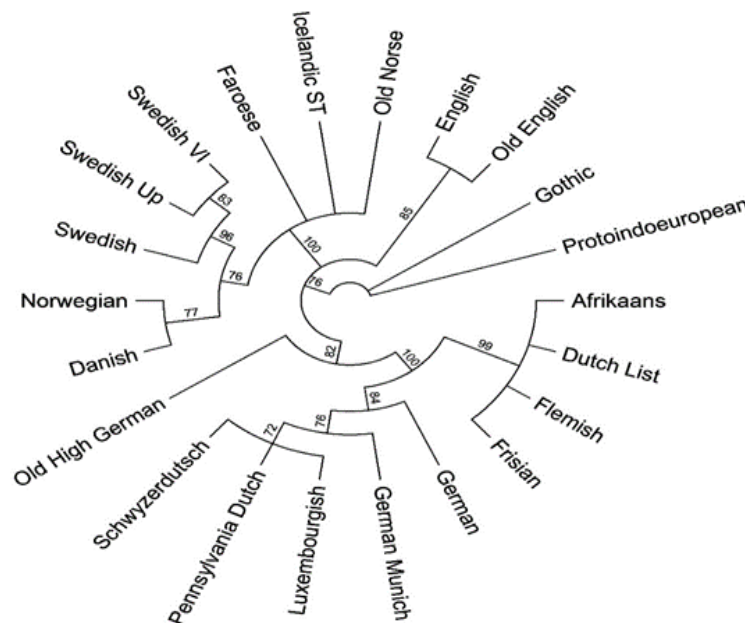 Icelandic ST
Old Norse
Faroese
English
Swedish VI
Old English
Swedish Up
83
85
Gothic
Swedish
96
100
Protoindoeuropean
76
76
Norwegian
77
Afrikaans
Danish
82
100
99
Dutch List
84
Flemish
Old High German
76
72
Frisian
Schwyzerdutsch
German
Pennsylvania Dutch
Luxembourgish
German Munich